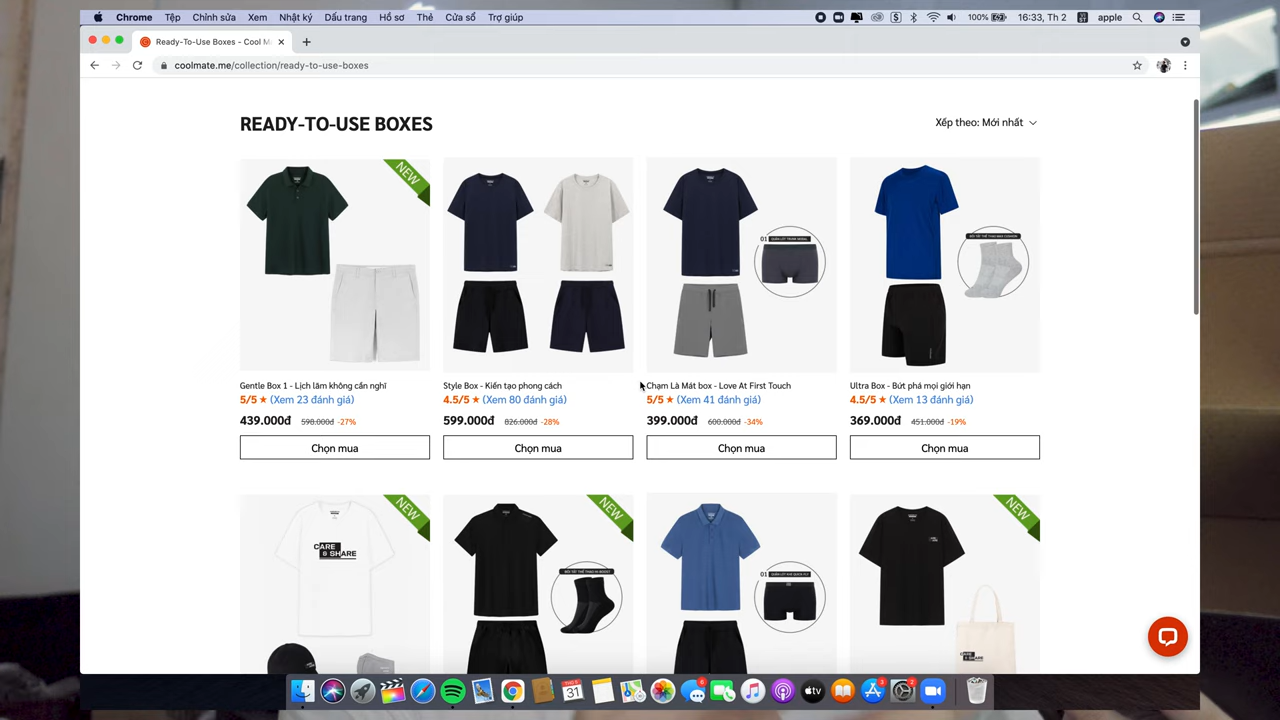 Chrome Tệp Chỉnh sửa Xem Nhật ký Dấu trang Hồ sơ Thẻ Cửa sổ Trợ giúp 100% 16:33, Th 2 apple
Ready-To-Use Boxes - Cool M
coolmate.me/collection/ready-to-use-boxes
READY-TO-USE BOXES
Xếp theo: Mới nhất
NEW
Gentle Box 1 - Lịch lãm không cần nghĩ
5/5 ★ (Xem 23 đánh giá)
439.000đ 598.000đ -27%
Chọn mua
Style Box - Kiến tạo phong cách
4.5/5 ★ (Xem 80 đánh giá)
599.000đ 826.000đ -28%
Chọn mua
Chạm Là Mát box - Love At First Touch
5/5 ★ (Xem 41 đánh giá)
399.000đ 600.000đ -34%
Chọn mua
Ultra Box - Bứt phá mọi giới hạn
4.5/5 ★ (Xem 13 đánh giá)
369.000đ 451.000đ -19%
Chọn mua
NEW
CARE
& SHARE
NEW
NEW
CARE
& SHARE
31
tv